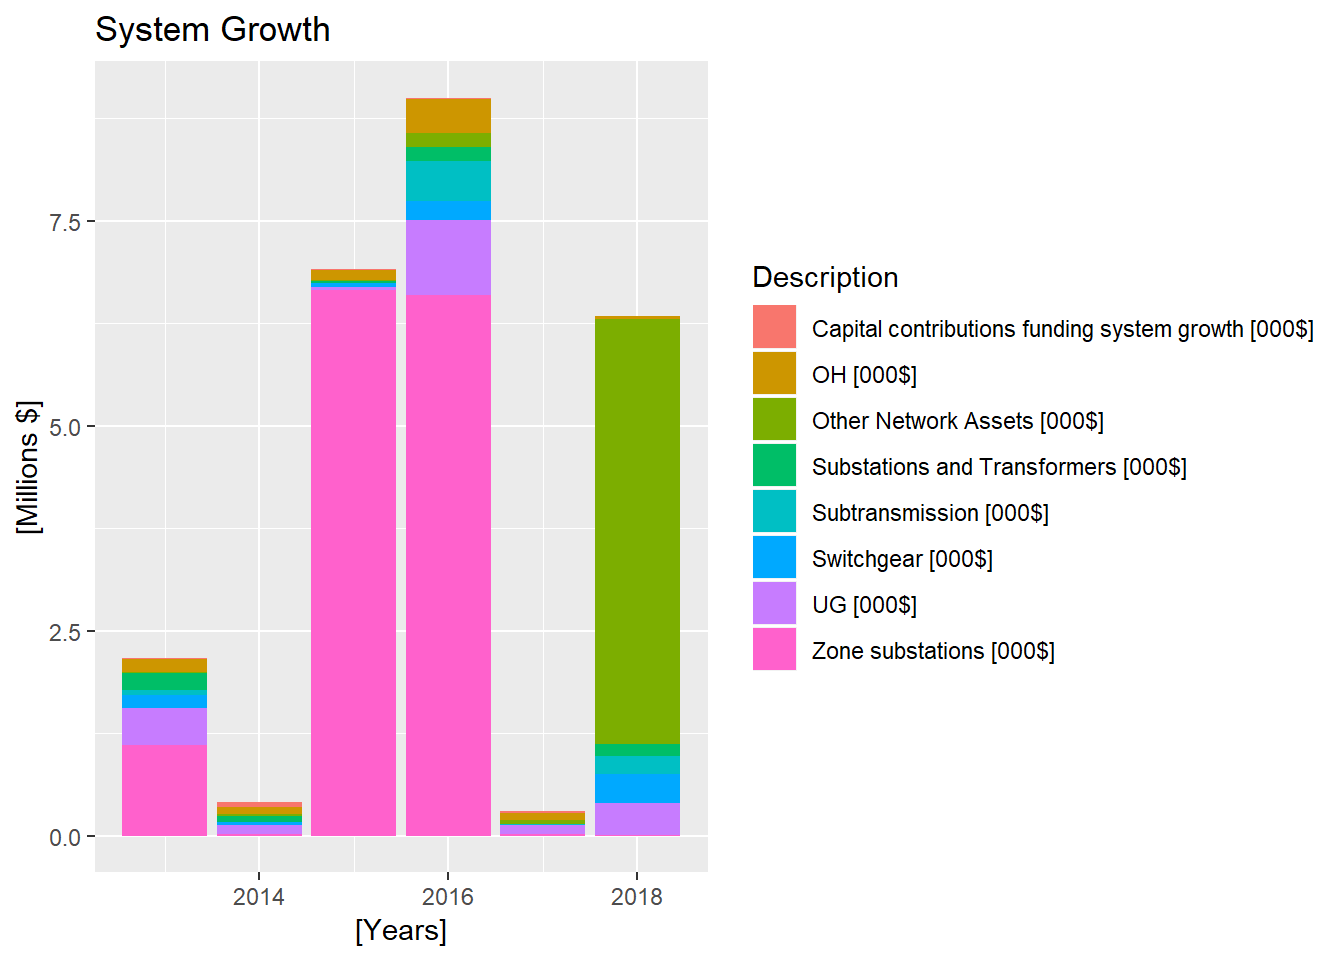 System Growth
[Millions $]
7.5
5.0
2.5
0.0
2014
2016
2018
[Years]
Description
Capital contributions funding system growth [000$]
OH [000$]
Other Network Assets [000$]
Substations and Transformers [000$]
Subtransmission [000$]
Switchgear [000$]
UG [000$]
Zone substations [000$]